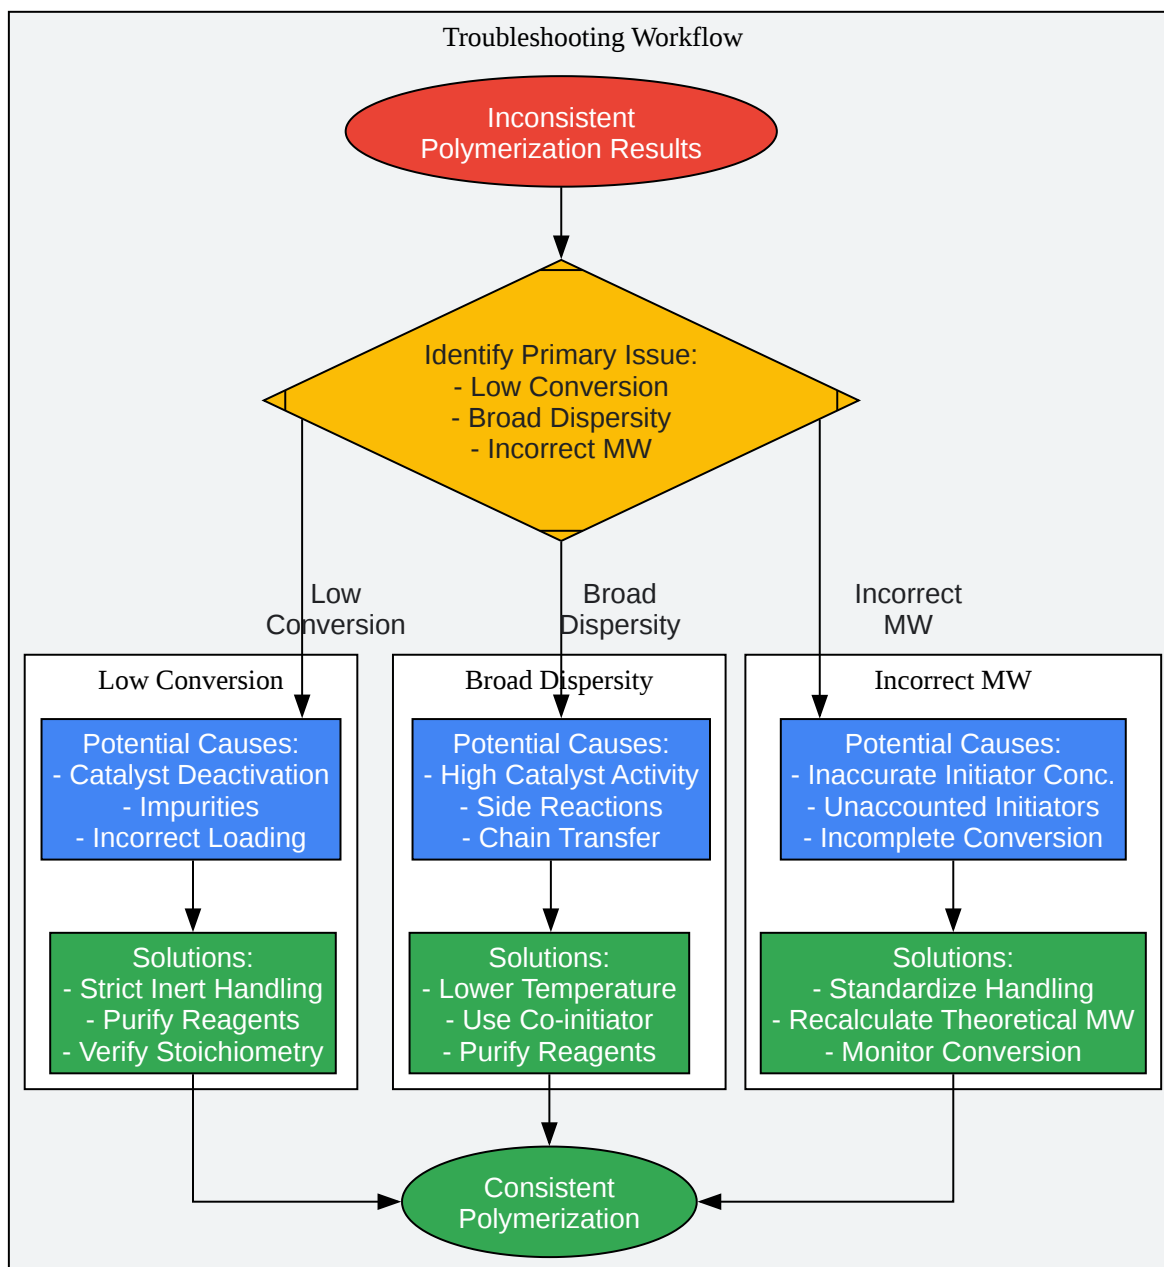 Troubleshooting Workflow
Inconsistent
Polymerization Results
Identify Primary Issue:
- Low Conversion
- Broad Dispersity
- Incorrect MW
Low
Conversion
Broad
Dispersity
Incorrect
MW
Low Conversion
Potential Causes:
- Catalyst Deactivation
- Impurities
- Incorrect Loading
Solutions:
- Strict Inert Handling
- Purify Reagents
- Verify Stoichiometry
Broad Dispersity
Potential Causes:
- High Catalyst Activity
- Side Reactions
- Chain Transfer
Solutions:
- Lower Temperature
- Use Co-initiator
- Purify Reagents
Incorrect MW
Potential Causes:
- Inaccurate Initiator Conc.
- Unaccounted Initiators
- Incomplete Conversion
Solutions:
- Standardize Handling
- Recalculate Theoretical MW
- Monitor Conversion
Consistent
Polymerization